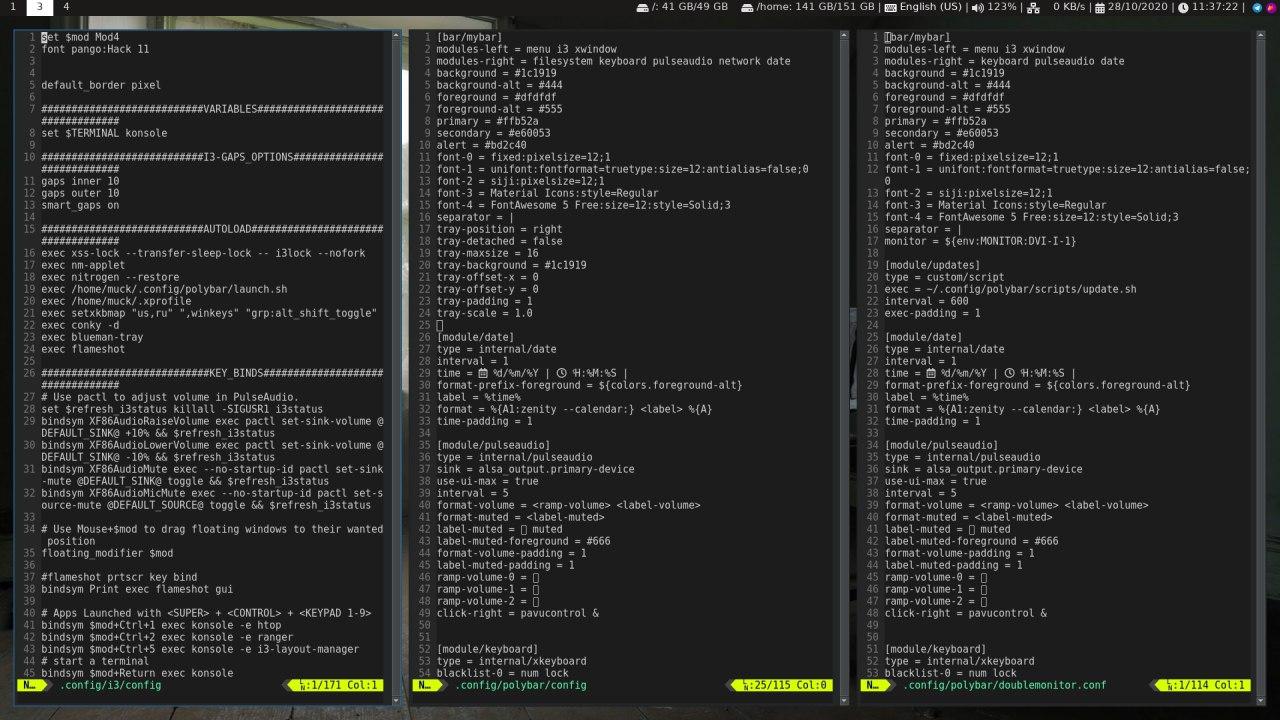 1 3 4 /: 41 GB/49 GB /home: 141 GB/151 GB | English (US) | 123% | 0 KB/s | 28/10/2020 | 11:37:22 |
1 set $mod Mod4
2 font pango:Hack 11
3
4
5 default_border pixel
6
7 ###########################VARIABLES#####################
#############
8 set $TERMINAL konsole
9
10 ###########################I3-GAPS_OPTIONS###############
#############
11 gaps inner 10
12 gaps outer 10
13 smart_gaps on
14
15 ###########################AUTOLOAD######################
#############
16 exec xss-lock --transfer-sleep-lock -- i3lock --nofork
17 exec nm-applet
18 exec nitrogen --restore
19 exec /home/muck/.config/polybar/launch.sh
20 exec /home/muck/.xprofile
21 exec setxkbmap "us,ru" ",winkeys" "grp:alt_shift_toggle"
22 exec conky -d
23 exec blueman-tray
24 exec flameshot
25
26 ############################KEY_BINDS####################
#############
27 # Use pactl to adjust volume in PulseAudio.
28 set $refresh_i3status killall -SIGUSR1 i3status
29 bindsym XF86AudioRaiseVolume exec pactl set-sink-volume @
DEFAULT_SINK@ +10% && $refresh_i3status
30 bindsym XF86AudioLowerVolume exec pactl set-sink-volume @
DEFAULT_SINK@ -10% && $refresh_i3status
31 bindsym XF86AudioMute exec --no-startup-id pactl set-sink
-mute @DEFAULT_SINK@ toggle && $refresh_i3status
32 bindsym XF86AudioMicMute exec --no-startup-id pactl set-s
ource-mute @DEFAULT_SOURCE@ toggle && $refresh_i3status
33
34 # Use Mouse+$mod to drag floating windows to their wanted
position
35 floating_modifier $mod
36
37 #flameshot prtscr key bind
38 bindsym Print exec flameshot gui
39
40 # Apps Launched with <SUPER> + <CONTROL> + <KEYPAD 1-9>
41 bindsym $mod+Ctrl+1 exec konsole -e htop
42 bindsym $mod+Ctrl+2 exec konsole -e ranger
43 bindsym $mod+Ctrl+5 exec konsole -e i3-layout-manager
44 # start a terminal
45 bindsym $mod+Return exec konsole
N… .config/i3/config 1/171 Col:1
1 [bar/mybar]
2 modules-left = menu i3 xwindow
3 modules-right = filesystem keyboard pulseaudio network date
4 background = #1c1919
5 background-alt = #444
6 foreground = #dfdfdf
7 foreground-alt = #555
8 primary = #ffb52a
9 secondary = #e60053
10 alert = #bd2c40
11 font-0 = fixed:pixelsize=12;1
12 font-1 = unifont:fontformat=truetype:size=12:antialias=false;0
13 font-2 = siji:pixelsize=12;1
14 font-3 = Material Icons:style=Regular
15 font-4 = FontAwesome 5 Free:size=12:style=Solid;3
16 separator = |
17 tray-position = right
18 tray-detached = false
19 tray-maxsize = 16
20 tray-background = #1c1919
21 tray-offset-x = 0
22 tray-offset-y = 0
23 tray-padding = 1
24 tray-scale = 1.0
25
26 [module/date]
27 type = internal/date
28 interval = 1
29 time = %d/%m/%Y | %H:%M:%S |
30 format-prefix-foreground = ${colors.foreground-alt}
31 label = %time%
32 format = %{A1:zenity --calendar:} <label> %{A}
33 time-padding = 1
34
35 [module/pulseaudio]
36 type = internal/pulseaudio
37 sink = alsa_output.primary-device
38 use-ui-max = true
39 interval = 5
40 format-volume = <ramp-volume> <label-volume>
41 format-muted = <label-muted>
42 label-muted = muted
43 label-muted-foreground = #666
44 format-volume-padding = 1
45 label-muted-padding = 1
46 ramp-volume-0 =
47 ramp-volume-1 =
48 ramp-volume-2 =
49 click-right = pavucontrol &
50
51
52 [module/keyboard]
53 type = internal/xkeyboard
54 blacklist-0 = num lock
N… .config/polybar/config 25/115 Col:0
1 [bar/mybar]
2 modules-left = menu i3 xwindow
3 modules-right = keyboard pulseaudio date
4 background = #1c1919
5 background-alt = #444
6 foreground = #dfdfdf
7 foreground-alt = #555
8 primary = #ffb52a
9 secondary = #e60053
10 alert = #bd2c40
11 font-0 = fixed:pixelsize=12;1
12 font-1 = unifont:fontformat=truetype:size=12:antialias=false;
0
13 font-2 = siji:pixelsize=12;1
14 font-3 = Material Icons:style=Regular
15 font-4 = FontAwesome 5 Free:size=12:style=Solid;3
16 separator = |
17 monitor = ${env:MONITOR:DVI-I-1}
18
19 [module/updates]
20 type = custom/script
21 exec = ~/.config/polybar/scripts/update.sh
22 interval = 600
23 exec-padding = 1
24
25 [module/date]
26 type = internal/date
27 interval = 1
28 time = %d/%m/%Y | %H:%M:%S |
29 format-prefix-foreground = ${colors.foreground-alt}
30 label = %time%
31 format = %{A1:zenity --calendar:} <label> %{A}
32 time-padding = 1
33
34 [module/pulseaudio]
35 type = internal/pulseaudio
36 sink = alsa_output.primary-device
37 use-ui-max = true
38 interval = 5
39 format-volume = <ramp-volume> <label-volume>
40 format-muted = <label-muted>
41 label-muted = muted
42 label-muted-foreground = #666
43 format-volume-padding = 1
44 label-muted-padding = 1
45 ramp-volume-0 =
46 ramp-volume-1 =
47 ramp-volume-2 =
48 click-right = pavucontrol &
49
50
51 [module/keyboard]
52 type = internal/xkeyboard
53 blacklist-0 = num lock
N… .config/polybar/doublemonitor.conf 1/114 Col:1